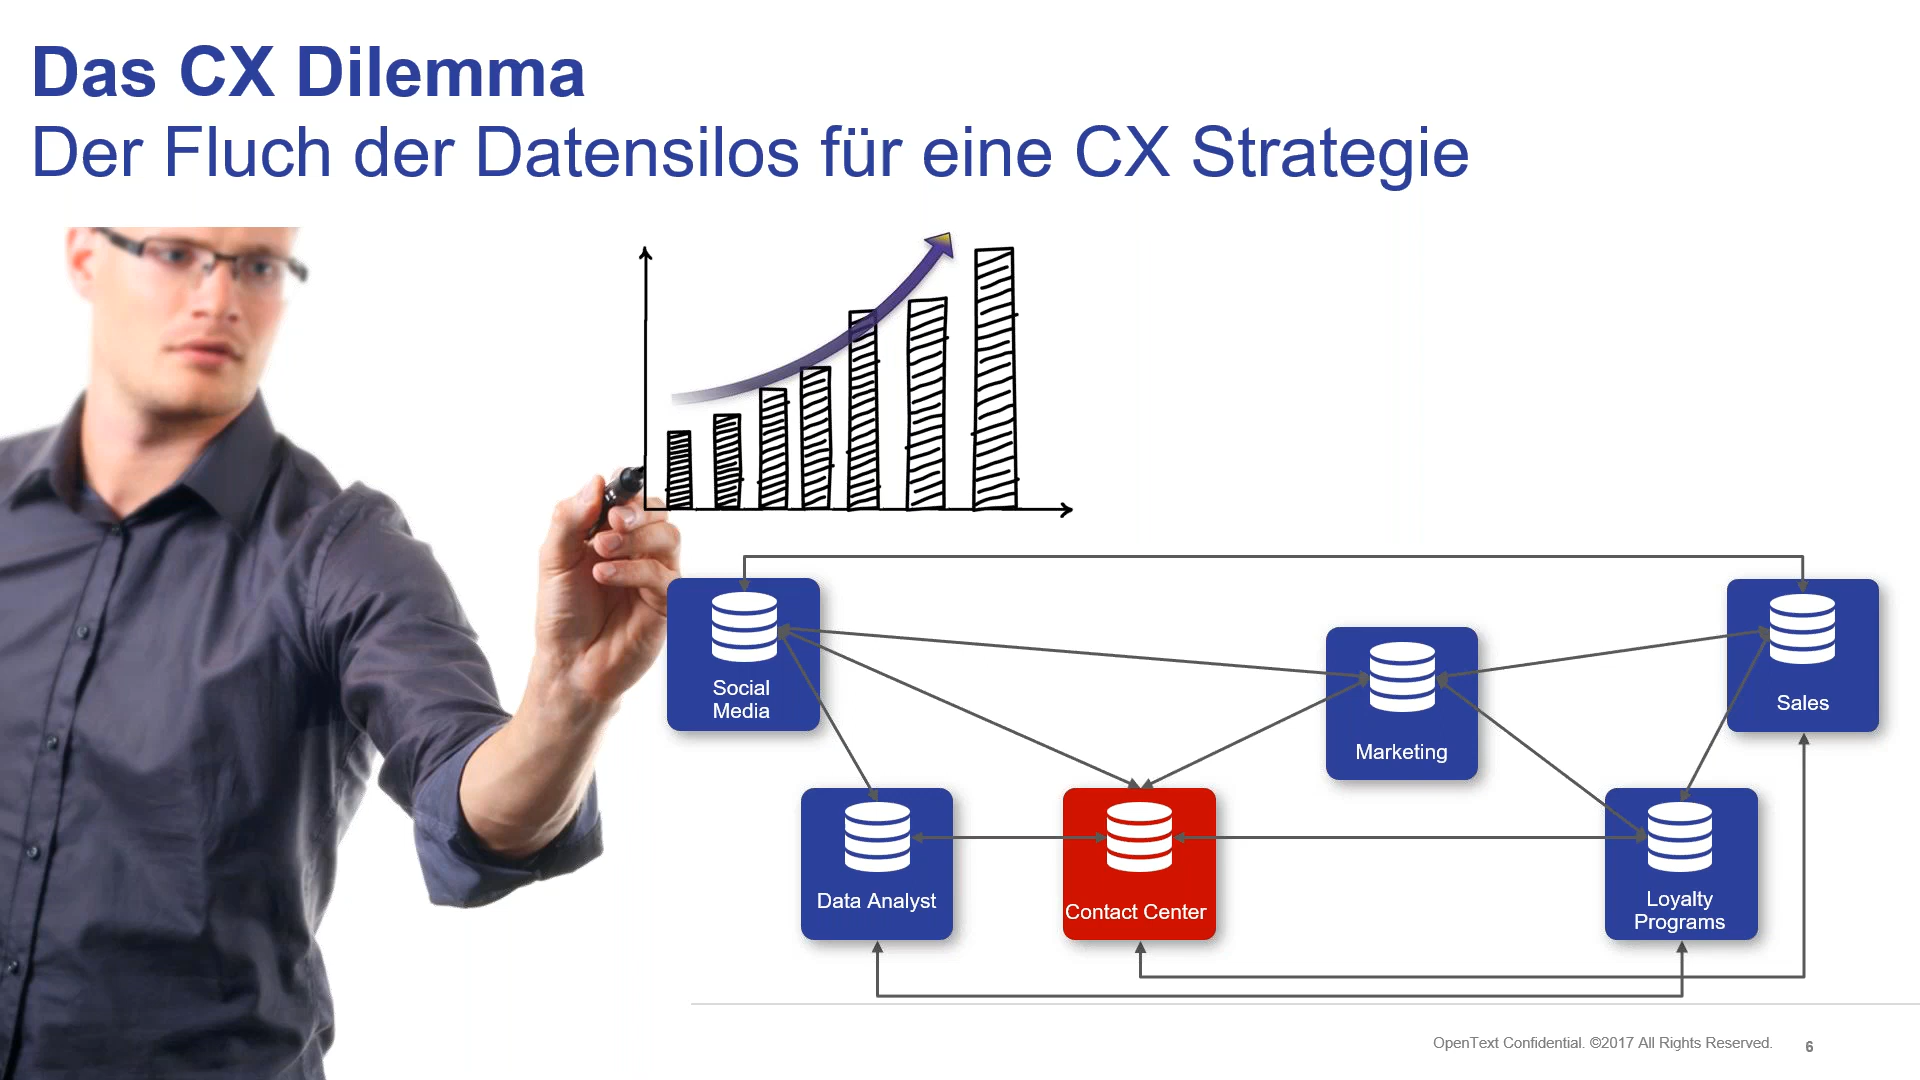 Das CX Dilemma
Der Fluch der Datensilos für eine CX Strategie
Social
Media
Marketing
Sales
Data Analyst
Contact Center
Loyalty
Programs
OpenText Confidential. ©2017 All Rights Reserved.
6